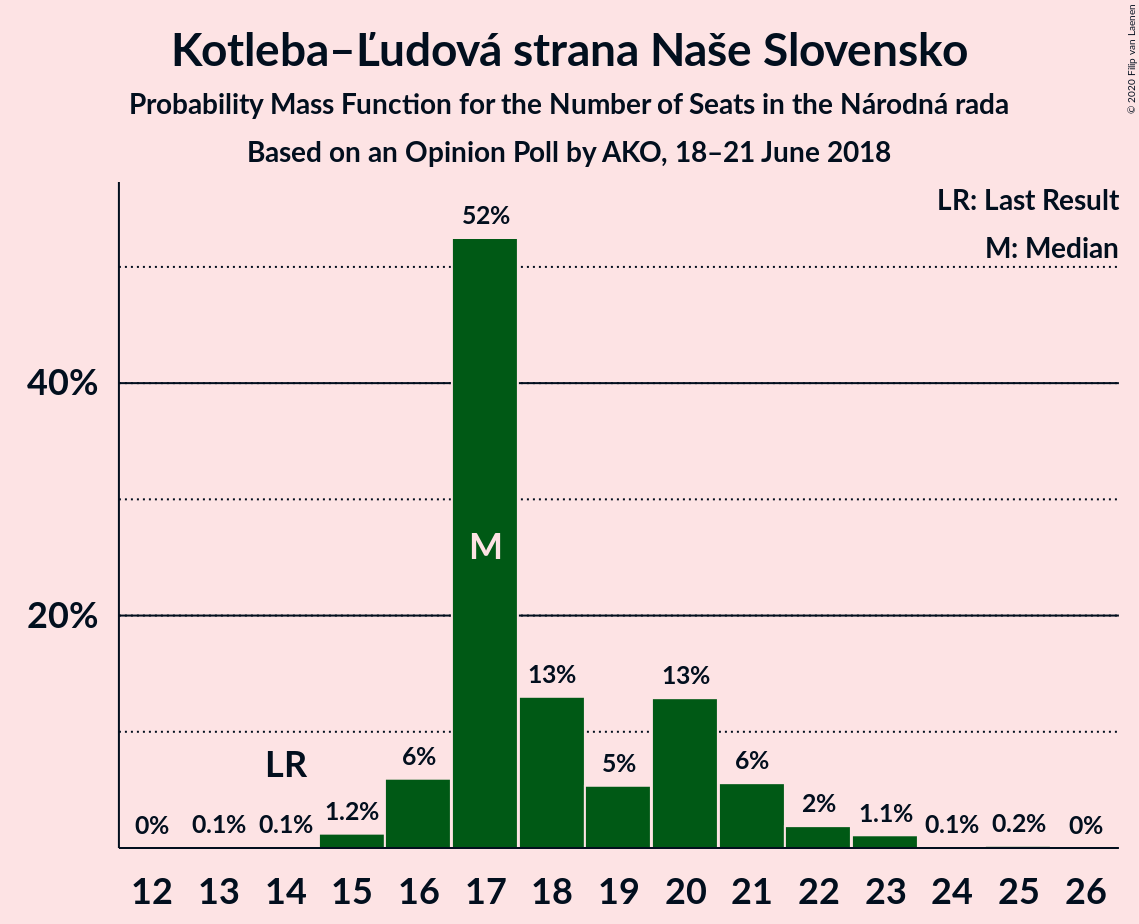 Kotleba–Ľudová strana Naše Slovensko
Probability Mass Function for the Number of Seats in the Národná rada
Based on an Opinion Poll by AKO, 18–21 June 2018
© 2020 Filip van Laenen
LR: Last Result
M: Median
52%
40%
M
20%
13%
13%
LR
6%
5%
6%
0%
0.1%
0.1%
1.2%
2%
1.1%
0.1%
0.2%
0%
12 13 14 15 16 17 18 19 20 21 22 23 24 25 26